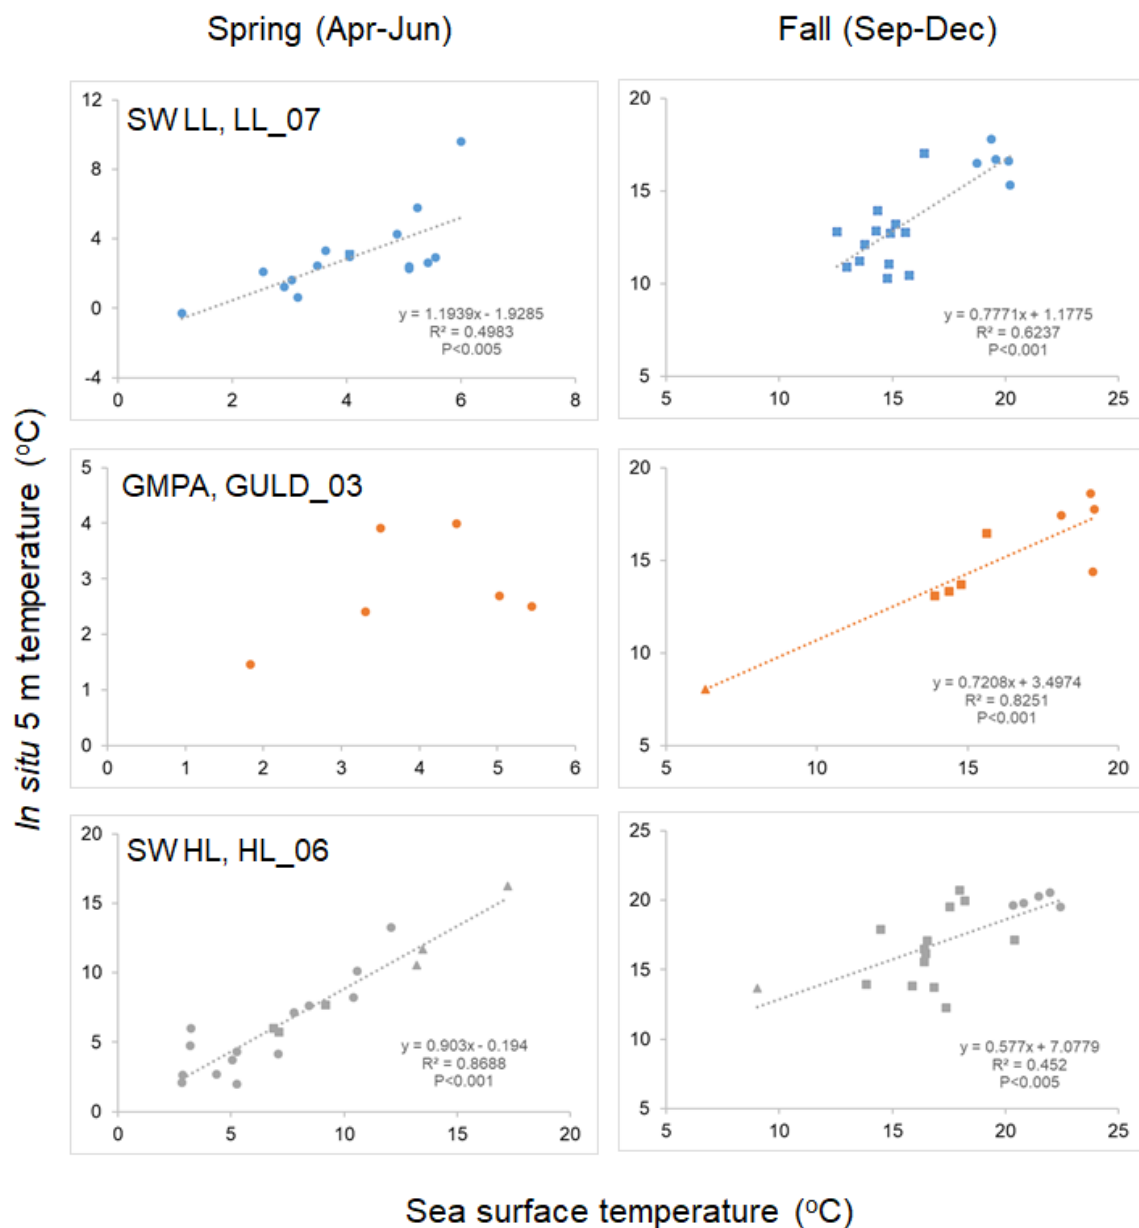 Spring (Apr-Jun)
Fall (Sep-Dec)
In situ 5 m temperature (°C)
SW LL, LL_07
12
8
4
0
-4
0 2 4 6 8
y = 1.1939x - 1.9285
R² = 0.4983
P<0.005
20
15
10
5
5 10 15 20 25
y = 0.7771x + 1.1775
R² = 0.6237
P<0.001
GMPA, GULD_03
5
4
3
2
1
0
0 1 2 3 4 5 6
20
15
10
5
5 10 15 20
y = 0.7208x + 3.4974
R² = 0.8251
P<0.001
SW HL, HL_06
20
15
10
5
0
0 5 10 15 20
y = 0.903x - 0.194
R² = 0.8688
P<0.001
25
20
15
10
5
5 10 15 20 25
y = 0.577x + 7.0779
R² = 0.452
P<0.005
Sea surface temperature (°C)